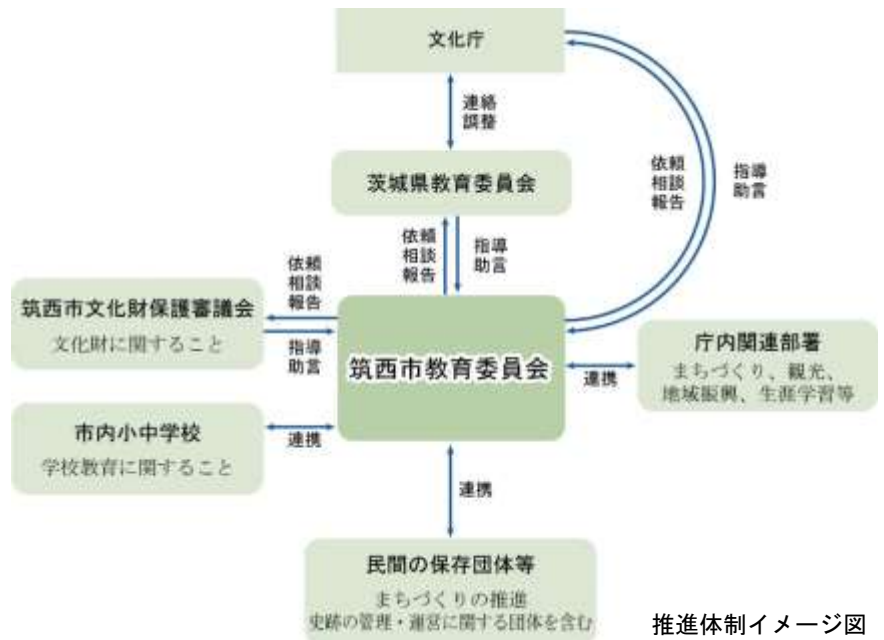 文化庁
連絡
調整
依頼
相談
報告
指導
助言
茨城県教育委員会
依頼
相談
報告
指導
助言
依頼
相談
報告
筑西市文化財保護審議会
文化財に関すること
指導
助言
筑西市教育委員会
庁内関連部署
まちづくり、観光、
地域振興、生涯学習等
連携
市内小中学校
学校教育に関すること
連携
連携
民間の保存団体等
まちづくりの推進
史跡の管理・運営に関する団体を含む
推進体制イメージ図